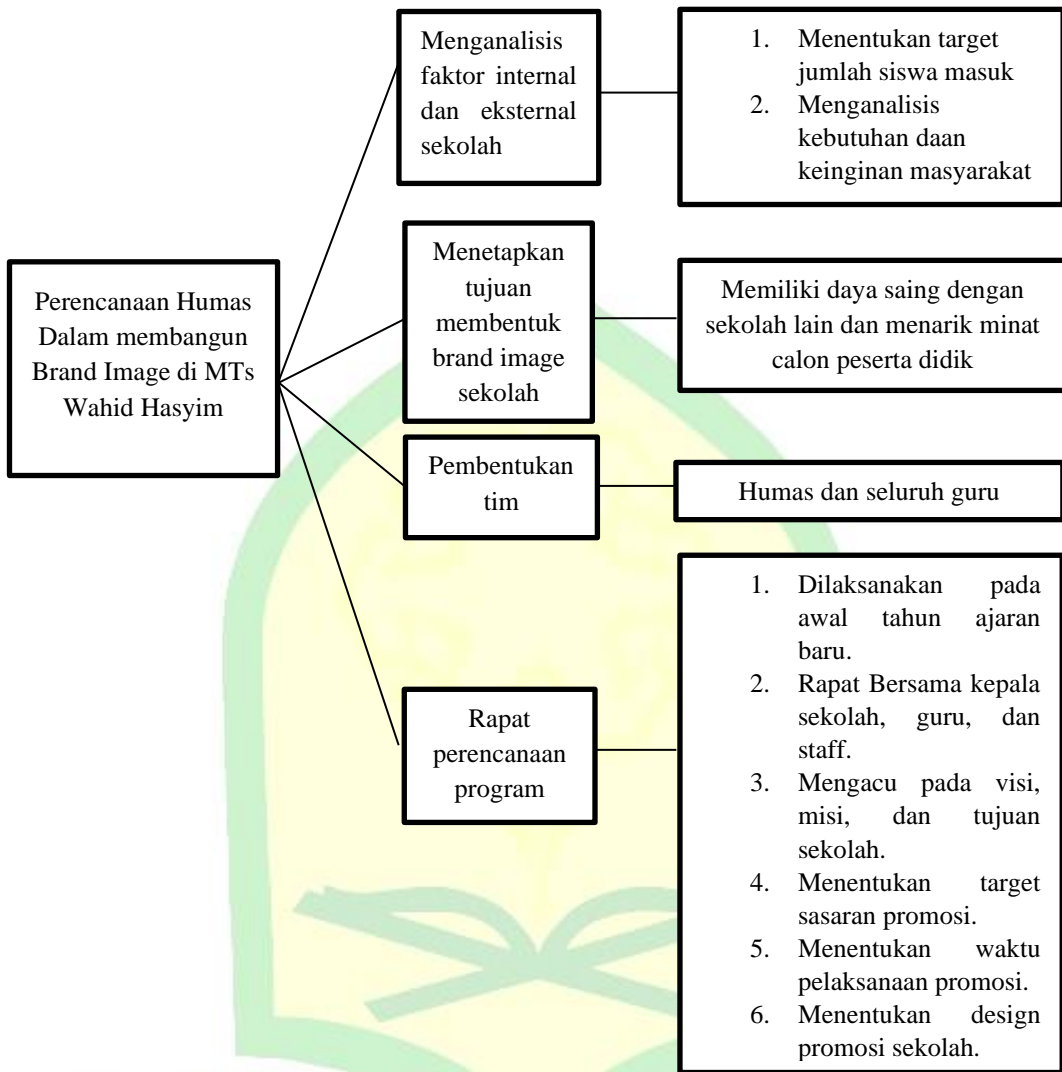 Perencanaan Humas
Dalam membangun
Brand Image di MTs
Wahid Hasyim
Menganalisis
faktor internal
dan eksternal
sekolah
1. Menentukan target
jumlah siswa masuk
2. Menganalisis
kebutuhan daan
keinginan masyarakat
Menetapkan
tujuan
membentuk
brand image
sekolah
Memiliki daya saing dengan
sekolah lain dan menarik minat
calon peserta didik
Pembentukan
tim
Humas dan seluruh guru
Rapat
perencanaan
program
1. Dilaksanakan pada
awal tahun ajaran
baru.
2. Rapat Bersama kepala
sekolah, guru, dan
staff.
3. Mengacu pada visi,
misi, dan tujuan
sekolah.
4. Menentukan target
sasaran promosi.
5. Menentukan waktu
pelaksanaan promosi.
6. Menentukan design
promosi sekolah.